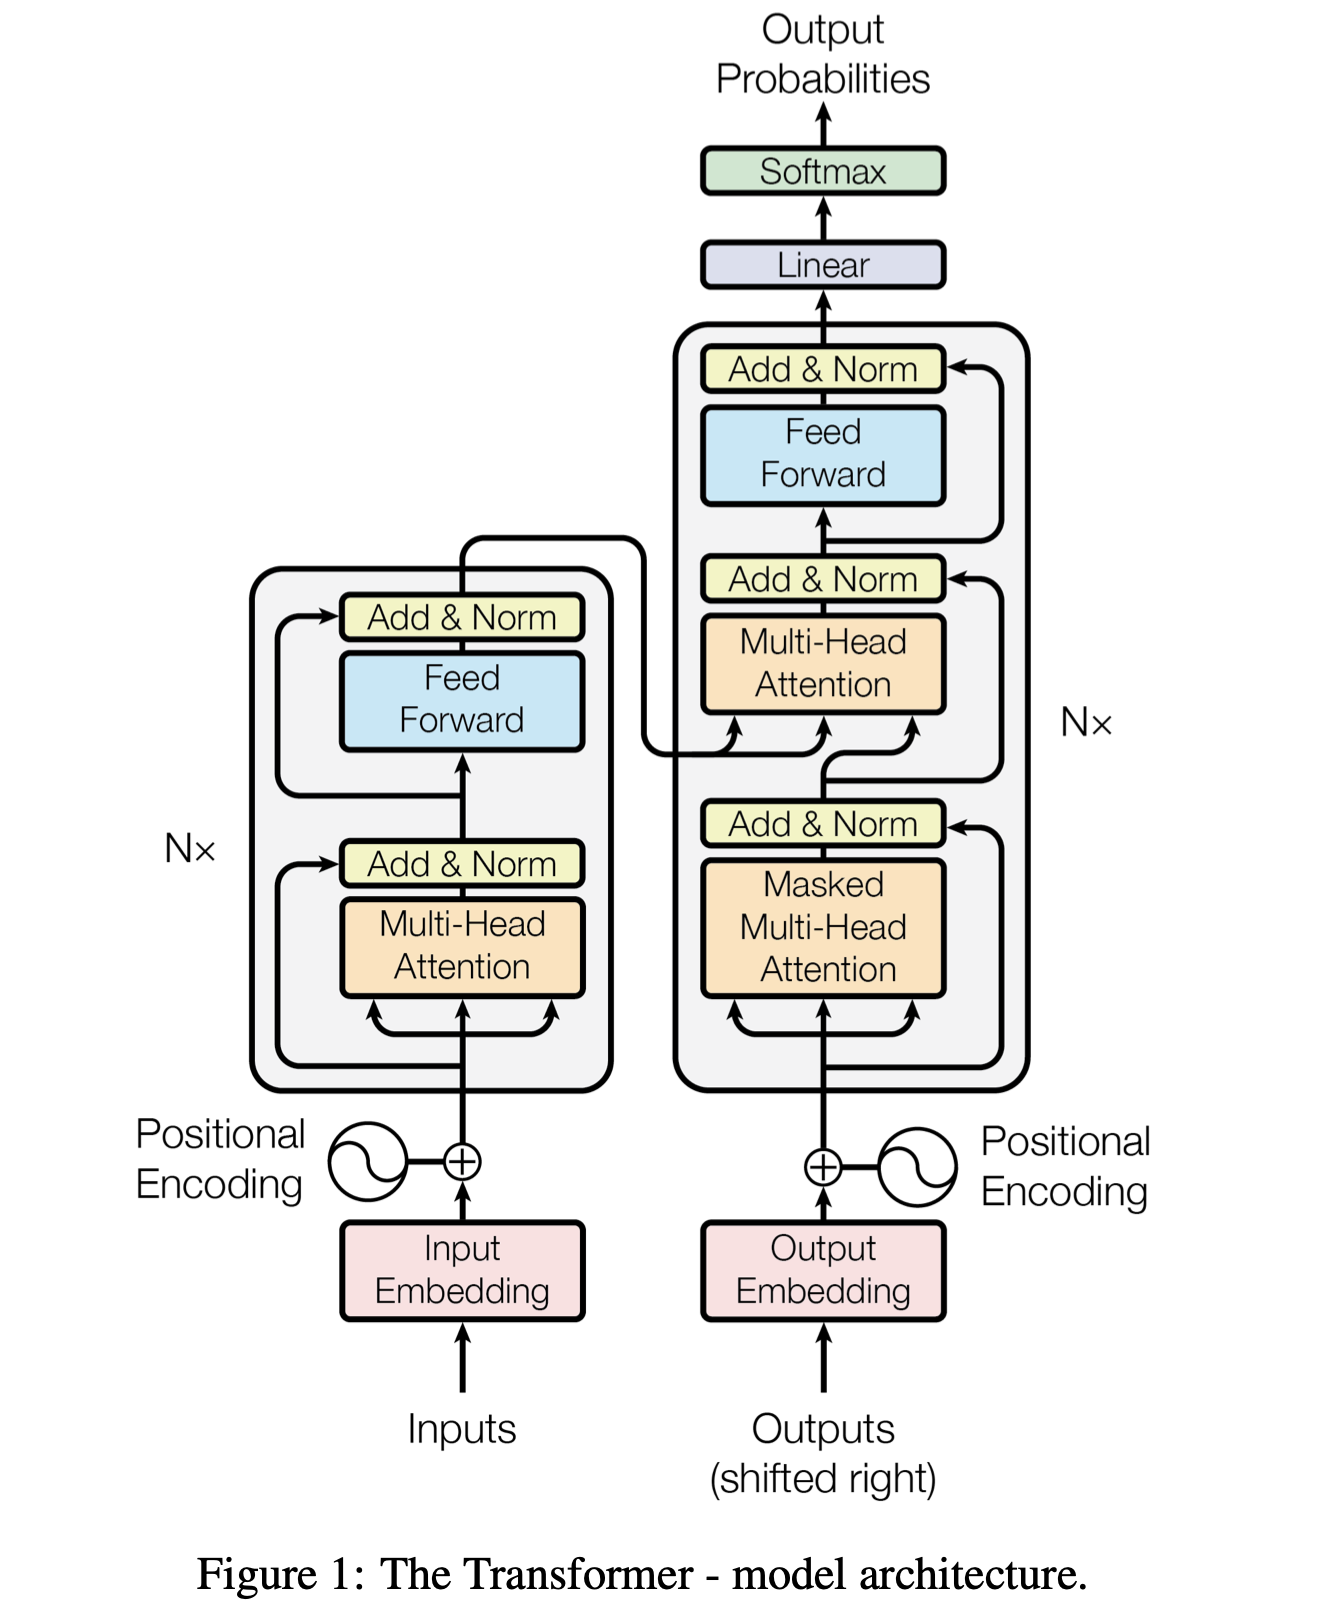 Output
Probabilities
Softmax
Linear
Add & Norm
Feed
Forward
Add & Norm
Multi-Head
Attention
Add & Norm
Masked
Multi-Head
Attention
Nx
Add & Norm
Feed
Forward
Add & Norm
Multi-Head
Attention
N×
Positional
Encoding
Positional
Encoding
Input
Embedding
Output
Embedding
Inputs
Outputs
(shifted right)
Figure 1: The Transformer - model architecture.